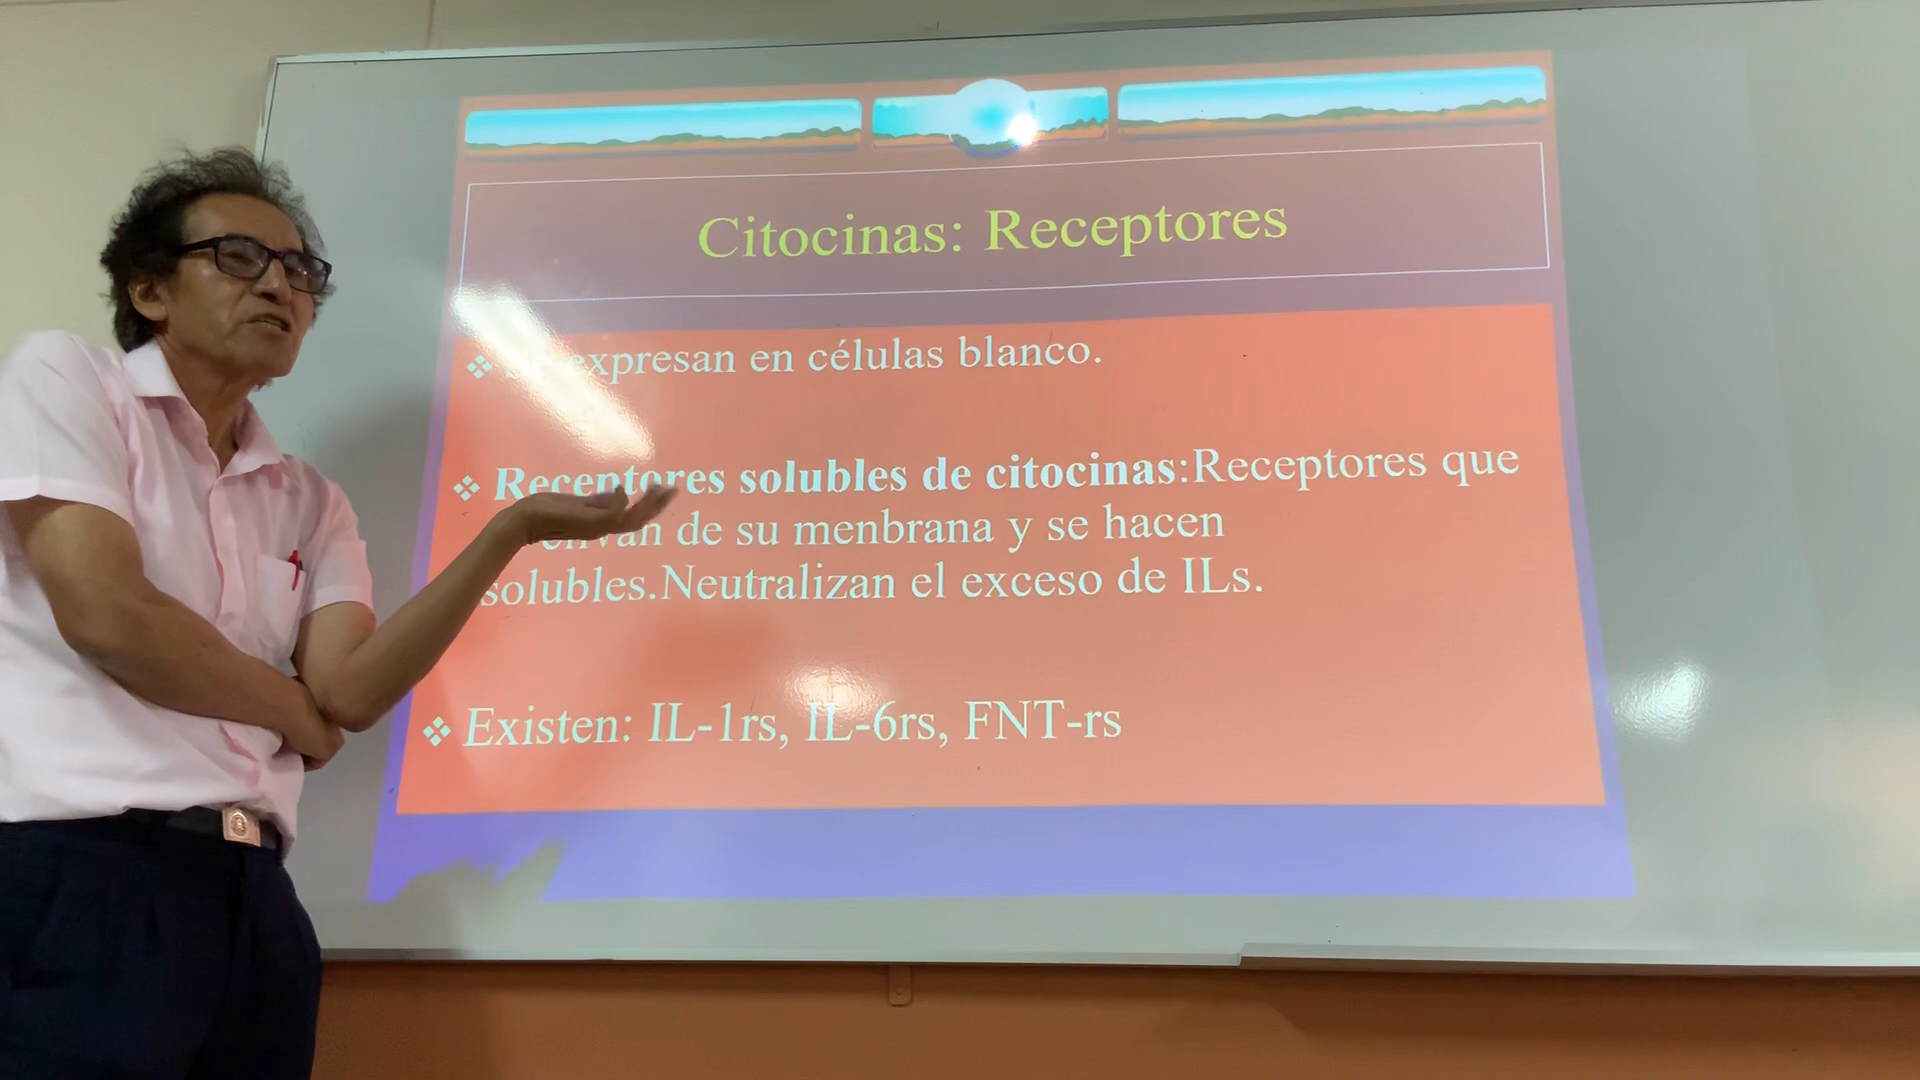 Citocinas: Receptores
expresan en células blanco.
Receptores solubles de citocinas:Receptores que
de su menbrana y se hacen
solubles.Neutralizan el exceso de ILs.
Existen: IL-1rs, IL-6rs, FNT-rs